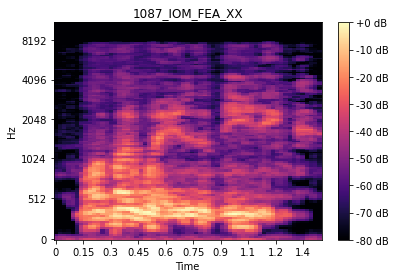 1087_IOM_FEA_XX
+0 dB
8192
-10 dB
4096
-20 dB
-30 dB
2048
Hz
-40 dB
1024
-50 dB
512
-60 dB
-70 dB
0
-80 dB
0 0.15 0.3 0.45 0.6 0.75 0.9 1.1 1.2 1.4
Time